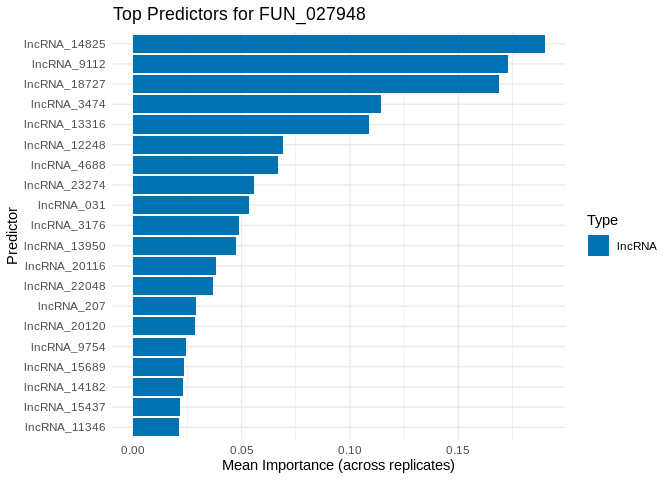 Top Predictors for FUN_027948
lncRNA_14825
lncRNA_9112
lncRNA_18727
lncRNA_3474
lncRNA_13316
lncRNA_12248
lncRNA_4688
lncRNA_23274
lncRNA_031
lncRNA_3176
lncRNA_13950
lncRNA_20116
lncRNA_22048
lncRNA_207
lncRNA_20120
lncRNA_9754
lncRNA_15689
lncRNA_14182
lncRNA_15437
lncRNA_11346
Predictor
0.00 0.05 0.10 0.15
Mean Importance (across replicates)
Type
lncRNA